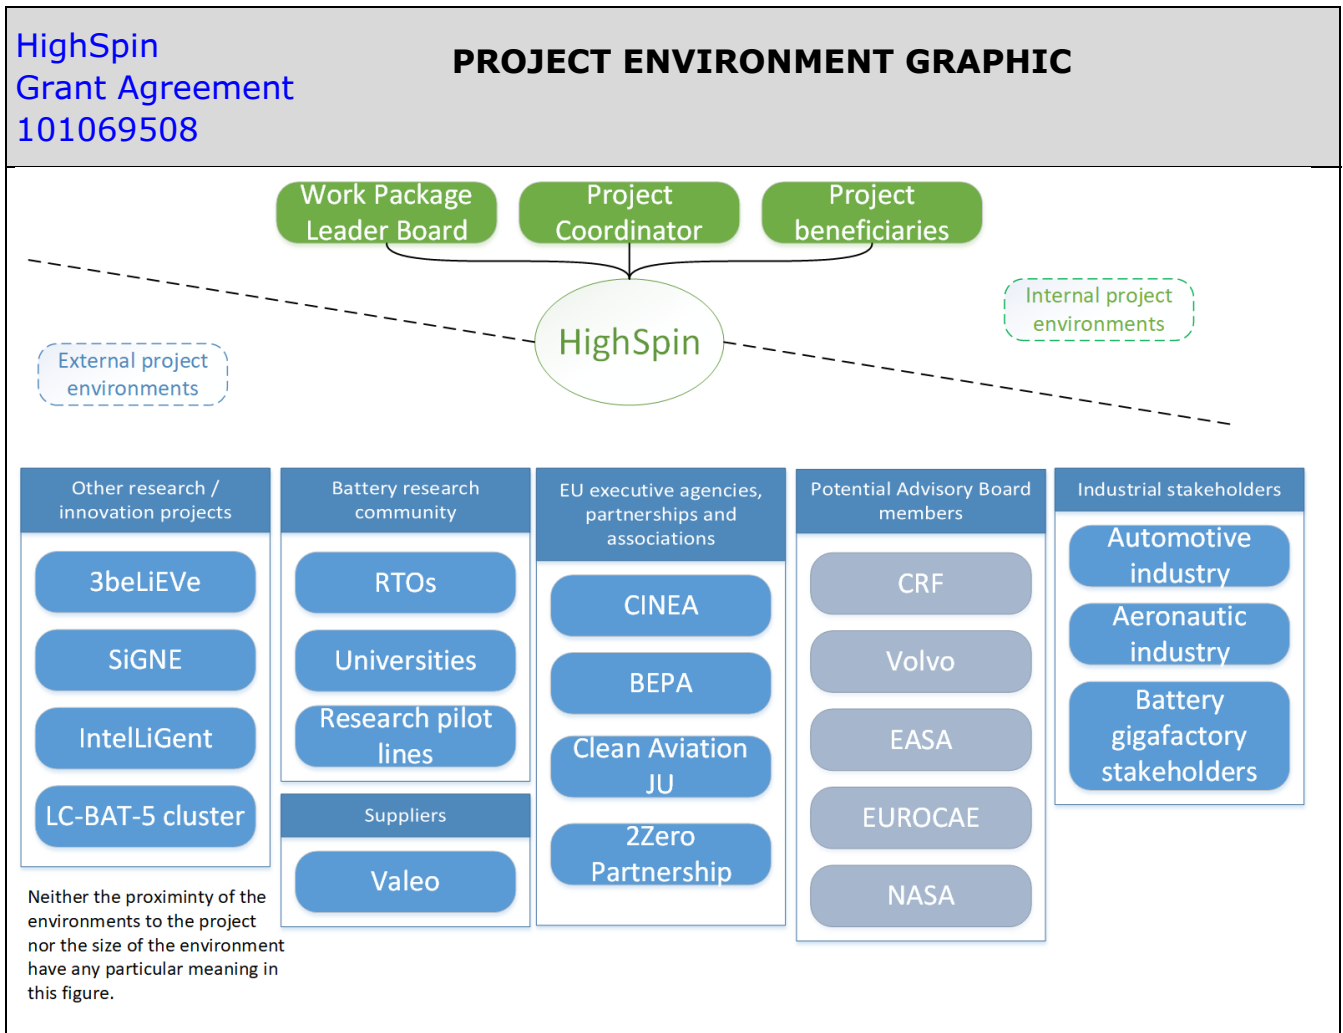 HighSpin
Grant Agreement
101069508
PROJECT ENVIRONMENT GRAPHIC
Work Package
Leader Board
Project
Coordinator
Project
beneficiaries
HighSpin
Internal project
environments
External project
environments
Other research /
innovation projects
3beLiEVe
SiGNE
IntelLiGent
LC-BAT-5 cluster
Battery research
community
RTOs
Universities
Research pilot
lines
Suppliers
Valeo
EU executive agencies,
partnerships and
associations
CINEA
BEPA
Clean Aviation
JU
2Zero
Partnership
Potential Advisory Board
members
CRF
Volvo
EASA
EUROCAE
NASA
Industrial stakeholders
Automotive
industry
Aeronautic
industry
Battery
gigafactory
stakeholders
Neither the proximinty of the
environments to the project
nor the size of the environment
have any particular meaning in
this figure.